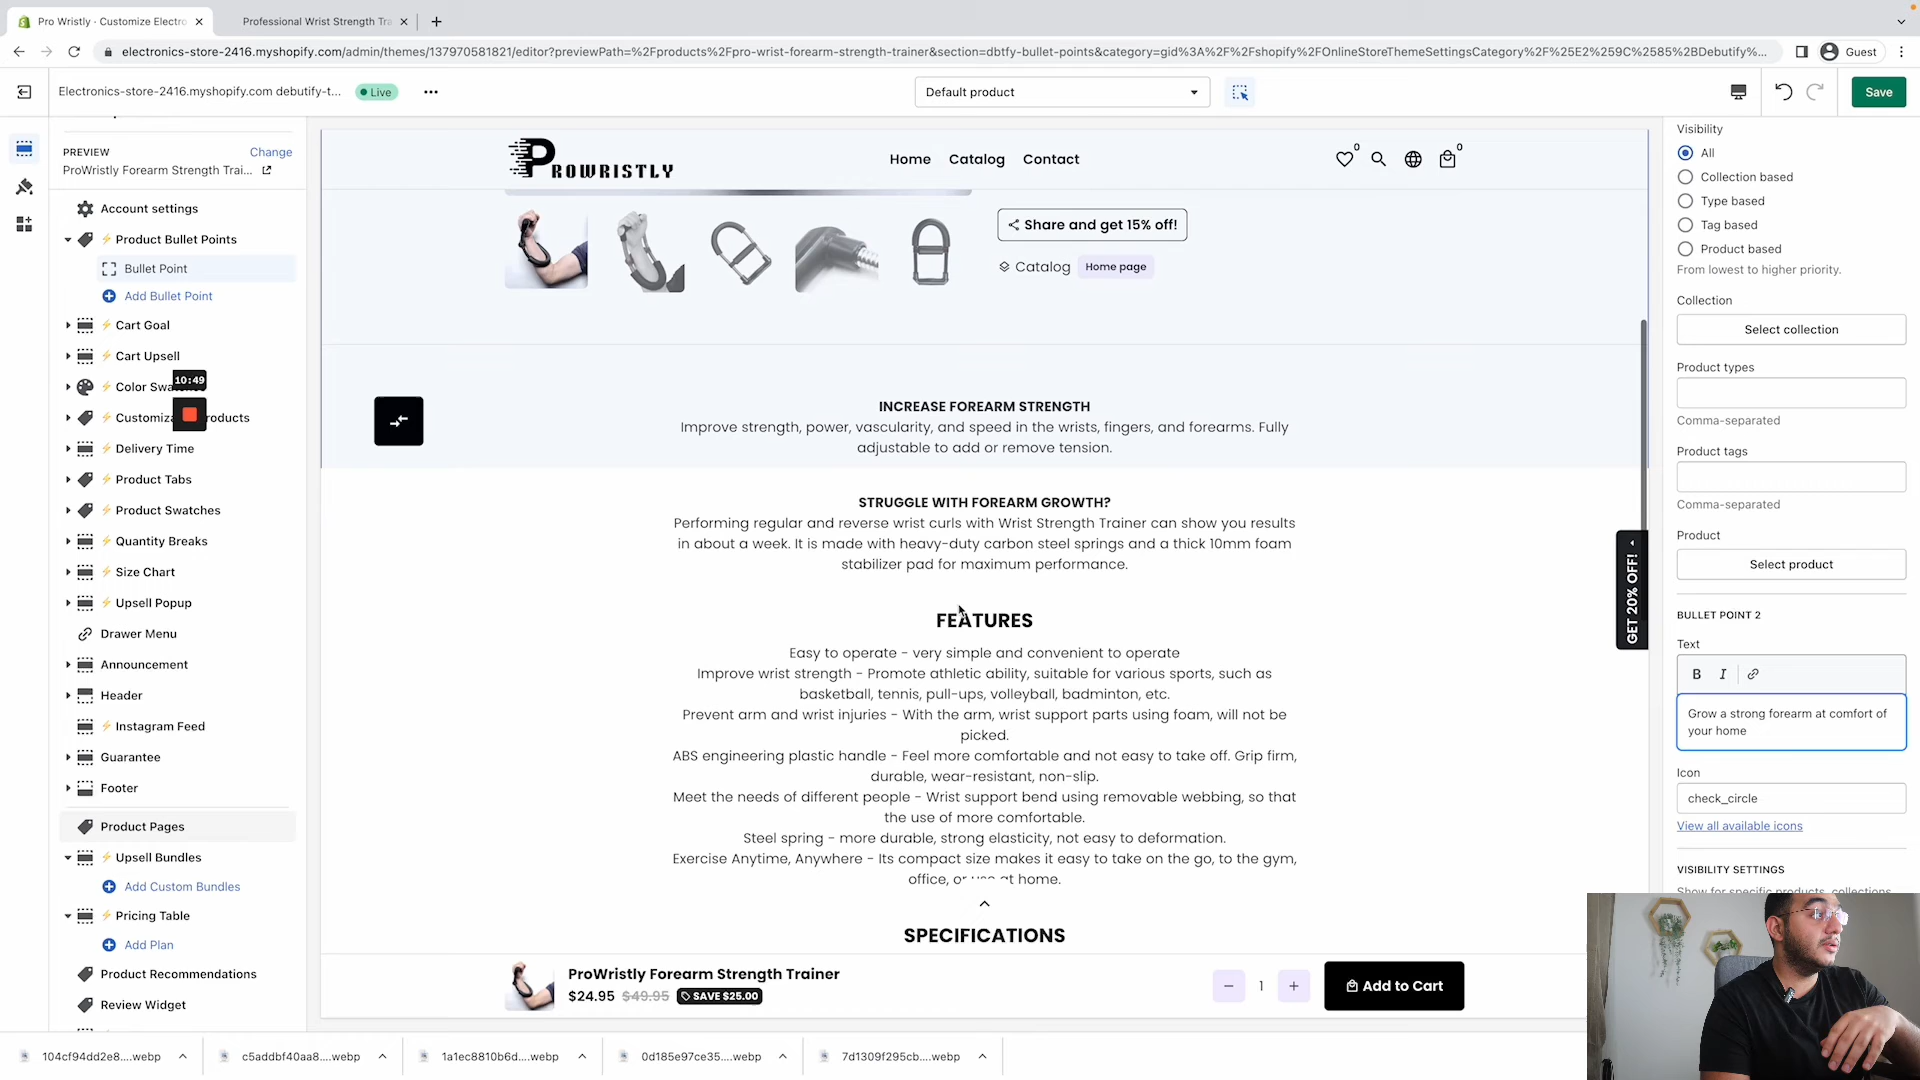 Pro Wristly · Customize Electro
Professional Wrist Strength Tra
electronics-store-2416.myshopify.com/admin/themes/137970581821/editor?previewPath=%2Fproducts%2Fpro-wrist-forearm-strength-trainer&section=dbtfy-bullet-points&category=gid%3A%2F%2Fshopify%2FOnlineStoreThemeSettingsCategory%2F%25E2%259C%2585%2BDebutify%...
Guest
Electronics-store-2416.myshopify.com debutify-t...
Live
Default product
Save
PREVIEW
Change
ProWristly Forearm Strength Trai...
Account settings
Product Bullet Points
Bullet Point
Add Bullet Point
Cart Goal
Cart Upsell
10:49
Color Swa
Customiza
roducts
Delivery Time
Product Tabs
Product Swatches
Quantity Breaks
Size Chart
Upsell Popup
Drawer Menu
Announcement
Header
Instagram Feed
Guarantee
Footer
Product Pages
Upsell Bundles
Add Custom Bundles
Pricing Table
Add Plan
Product Recommendations
Review Widget
PROWRISTLY
Home
Catalog
Contact
0
0
Share and get 15% off!
Catalog
Home page
INCREASE FOREARM STRENGTH
Improve strength, power, vascularity, and speed in the wrists, fingers, and forearms. Fully
adjustable to add or remove tension.
STRUGGLE WITH FOREARM GROWTH?
Performing regular and reverse wrist curls with Wrist Strength Trainer can show you results
in about a week. It is made with heavy-duty carbon steel springs and a thick 10mm foam
stabilizer pad for maximum performance.
FEATURES
Easy to operate - very simple and convenient to operate
Improve wrist strength - Promote athletic ability, suitable for various sports, such as
basketball, tennis, pull-ups, volleyball, badminton, etc.
Prevent arm and wrist injuries - With the arm, wrist support parts using foam, will not be
picked.
ABS engineering plastic handle - Feel more comfortable and not easy to take off. Grip firm,
durable, wear-resistant, non-slip.
Meet the needs of different people - Wrist support bend using removable webbing, so that
the use of more comfortable.
Steel spring - more durable, strong elasticity, not easy to deformation.
Exercise Anytime, Anywhere - Its compact size makes it easy to take on the go, to the gym,
office, or use at home.
SPECIFICATIONS
GET 20% OFF!
ProWristly Forearm Strength Trainer
$24.95 $49.95 SAVE $25.00
1
Add to Cart
Visibility
All
Collection based
Type based
Tag based
Product based
From lowest to higher priority.
Collection
Select collection
Product types
Comma-separated
Product tags
Comma-separated
Product
Select product
BULLET POINT 2
Text
B I
Grow a strong forearm at comfort of
your home
Icon
check_circle
View all available icons
VISIBILITY SETTINGS
Show for specific products, collections
104cf94dd2e8....webp
c5addbf40aa8....webp
1a1ec8810b6d....webp
0d185e97ce35....webp
7d1309f295cb....webp